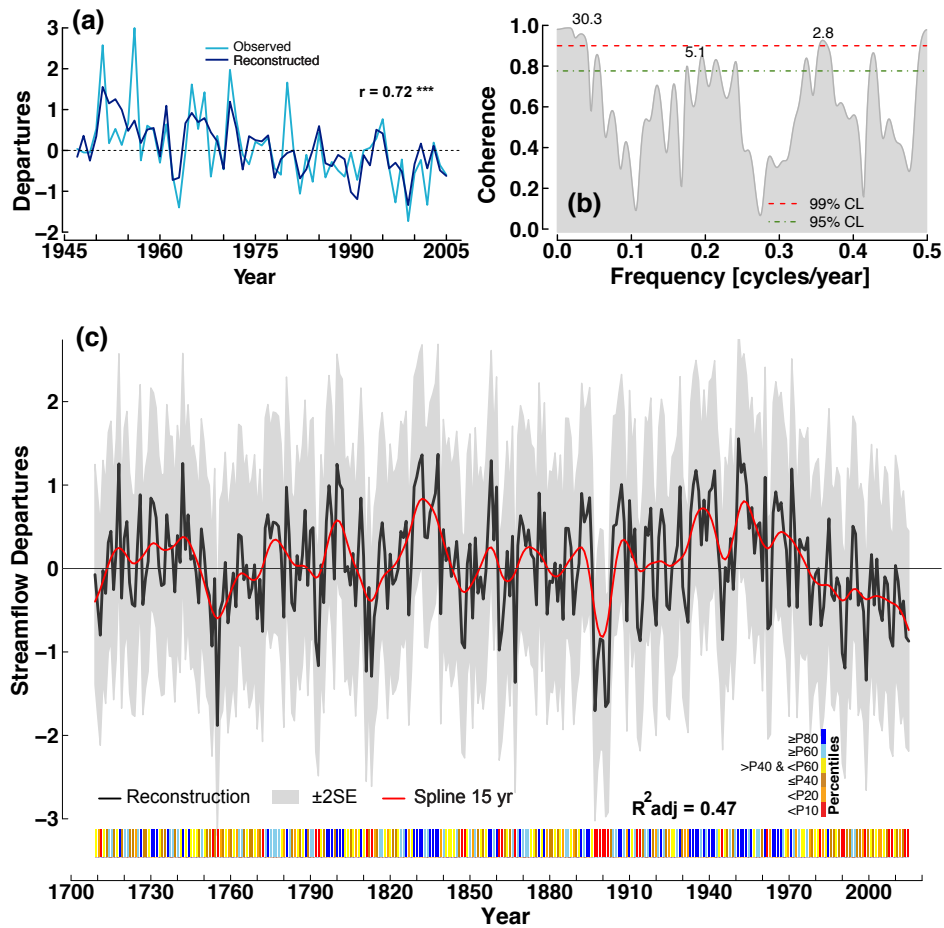 (a)
3
2
1
0
−1
−2
Departures
Observed
Reconstructed
r = 0.72 ***
1945
1960
1975
1990
2005
Year
1.0
0.8
0.6
0.4
0.2
0.0
Coherence
30.3
5.1
2.8
(b)
99% CL
95% CL
0.0
0.1
0.2
0.3
0.4
0.5
Frequency [cycles/year]
(c)
2
1
0
−1
−2
−3
Streamflow Departures
≥P80
≥P60
>P40 & <P60
≤P40
<P20
<P10
Percentiles
Reconstruction
±2SE
Spline 15 yr
R2adj = 0.47
1700
1730
1760
1790
1820
1850
1880
1910
1940
1970
2000
Year